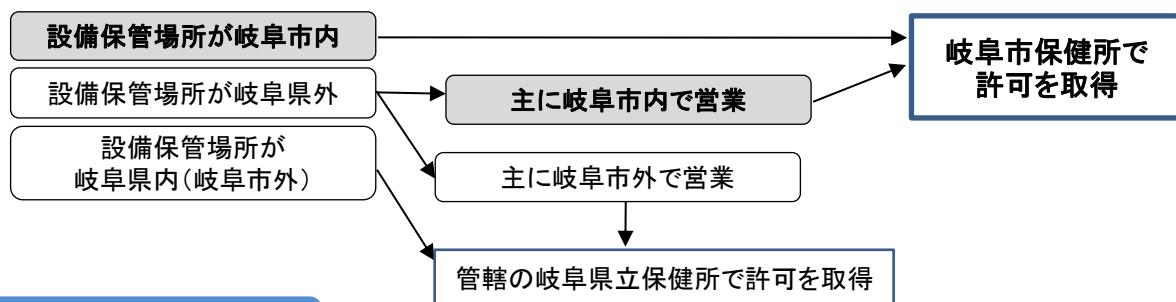 設備保管場所が岐阜市内
設備保管場所が岐阜県外
設備保管場所が
岐阜県内（岐阜市外）
主に岐阜市内で営業
主に岐阜市外で営業
岐阜市保健所で
許可を取得
管轄の岐阜県立保健所で許可を取得